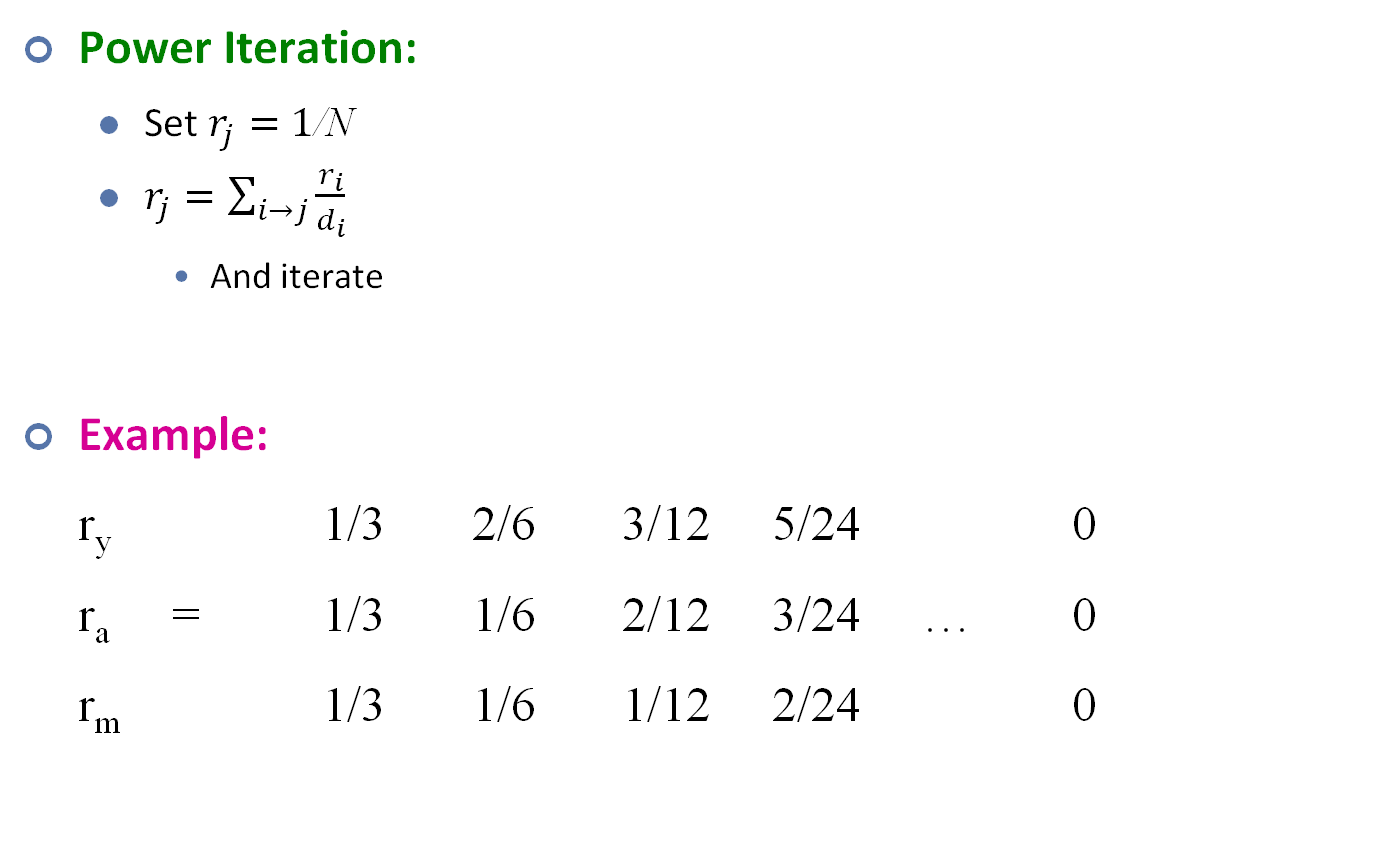 Power Iteration:
Set r_j = 1/N
r_j = ∑_{i→j} r_i/d_i
And iterate
Example:
r_y 1/3 2/6 3/12 5/24 0
r_a = 1/3 1/6 2/12 3/24 … 0
r_m 1/3 1/6 1/12 2/24 0